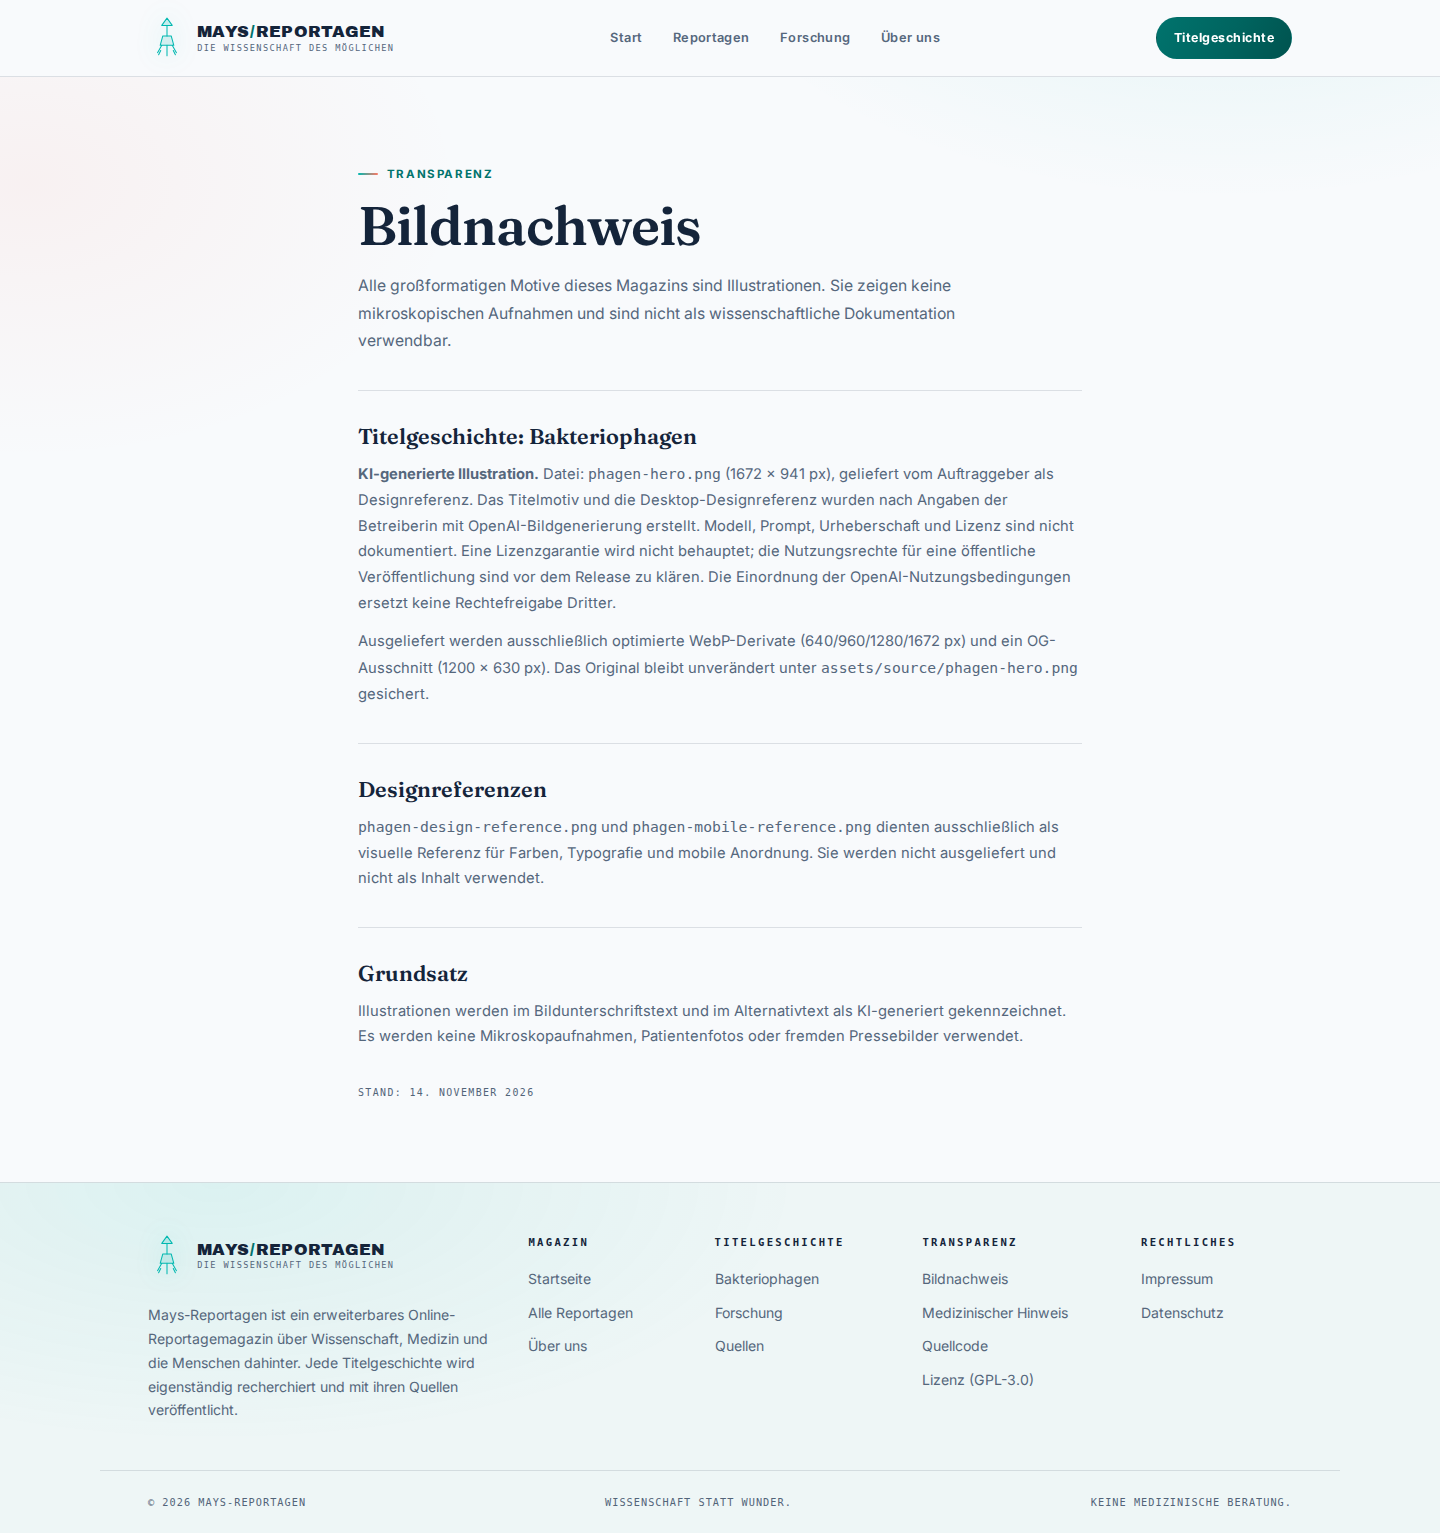 MAYS/REPORTAGEN
DIE WISSENSCHAFT DES MÖGLICHEN
Start
Reportagen
Forschung
Über uns
Titelgeschichte
TRANSPARENZ
Bildnachweis
Alle großformatigen Motive dieses Magazins sind Illustrationen. Sie zeigen keine
mikroskopischen Aufnahmen und sind nicht als wissenschaftliche Dokumentation
verwendbar.
Titelgeschichte: Bakteriophagen
KI-generierte Illustration. Datei: phagen-hero.png (1672 × 941 px), geliefert vom Auftraggeber als
Designreferenz. Das Titelmotiv und die Desktop-Designreferenz wurden nach Angaben der
Betreiberin mit OpenAI-Bildgenerierung erstellt. Modell, Prompt, Urheberschaft und Lizenz sind nicht
dokumentiert. Eine Lizenzgarantie wird nicht behauptet; die Nutzungsrechte für eine öffentliche
Veröffentlichung sind vor dem Release zu klären. Die Einordnung der OpenAI-Nutzungsbedingungen
ersetzt keine Rechtefreigabe Dritter.
Ausgeliefert werden ausschließlich optimierte WebP-Derivate (640/960/1280/1672 px) und ein OG-
Ausschnitt (1200 × 630 px). Das Original bleibt unverändert unter assets/source/phagen-hero.png
gesichert.
Designreferenzen
phagen-design-reference.png und phagen-mobile-reference.png dienten ausschließlich als
visuelle Referenz für Farben, Typografie und mobile Anordnung. Sie werden nicht ausgeliefert und
nicht als Inhalt verwendet.
Grundsatz
Illustrationen werden im Bildunterschriftstext und im Alternativtext als KI-generiert gekennzeichnet.
Es werden keine Mikroskopaufnahmen, Patientenfotos oder fremden Pressebilder verwendet.
STAND: 14. NOVEMBER 2026
MAYS/REPORTAGEN
DIE WISSENSCHAFT DES MÖGLICHEN
Mays-Reportagen ist ein erweiterbares Online-
Reportagemagazin über Wissenschaft, Medizin und
die Menschen dahinter. Jede Titelgeschichte wird
eigenständig recherchiert und mit ihren Quellen
veröffentlicht.
MAGAZIN
Startseite
Alle Reportagen
Über uns
TITELGESCHICHTE
Bakteriophagen
Forschung
Quellen
TRANSPARENZ
Bildnachweis
Medizinischer Hinweis
Quellcode
Lizenz (GPL-3.0)
RECHTLICHES
Impressum
Datenschutz
© 2026 MAYS-REPORTAGEN
WISSENSCHAFT STATT WUNDER.
KEINE MEDIZINISCHE BERATUNG.